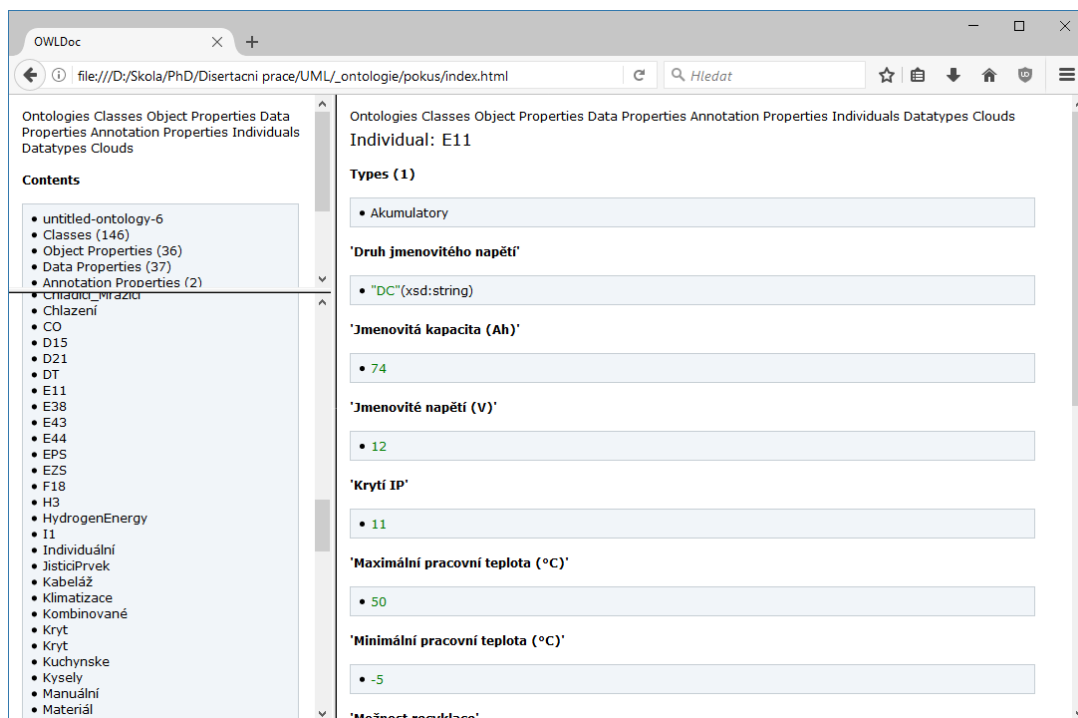 OWLDoc
file:///D:/Skola/PhD/Disertacni prace/UML/_ontologie/pokus/index.html
Hledat
Ontologies Classes Object Properties Data
Properties Annotation Properties Individuals
Datatypes Clouds
Contents
• untitled-ontology-6
• Classes (146)
• Object Properties (36)
• Data Properties (37)
• Annotation Properties (2)
• Chladici_Mrazici
• Chlazení
• CO
• D15
• D21
• DT
• E11
• E38
• E43
• E44
• EPS
• EZS
• F18
• H3
• HydrogenEnergy
• I1
• Individuální
• JisticiPrvek
• Kabeláž
• Klimatizace
• Kombinované
• Kryt
• Kryt
• Kuchynske
• Kysely
• Manuální
• Materiál
Ontologies Classes Object Properties Data Properties Annotation Properties Individuals Datatypes Clouds
Individual: E11
Types (1)
• Akumulatory
'Druh jmenovitého napětí'
• "DC"(xsd:string)
'Jmenovitá kapacita (Ah)'
• 74
'Jmenovité napětí (V)'
• 12
'Krytí IP'
• 11
'Maximální pracovní teplota (°C)'
• 50
'Minimální pracovní teplota (°C)'
• -5
'Možnost recyklace'